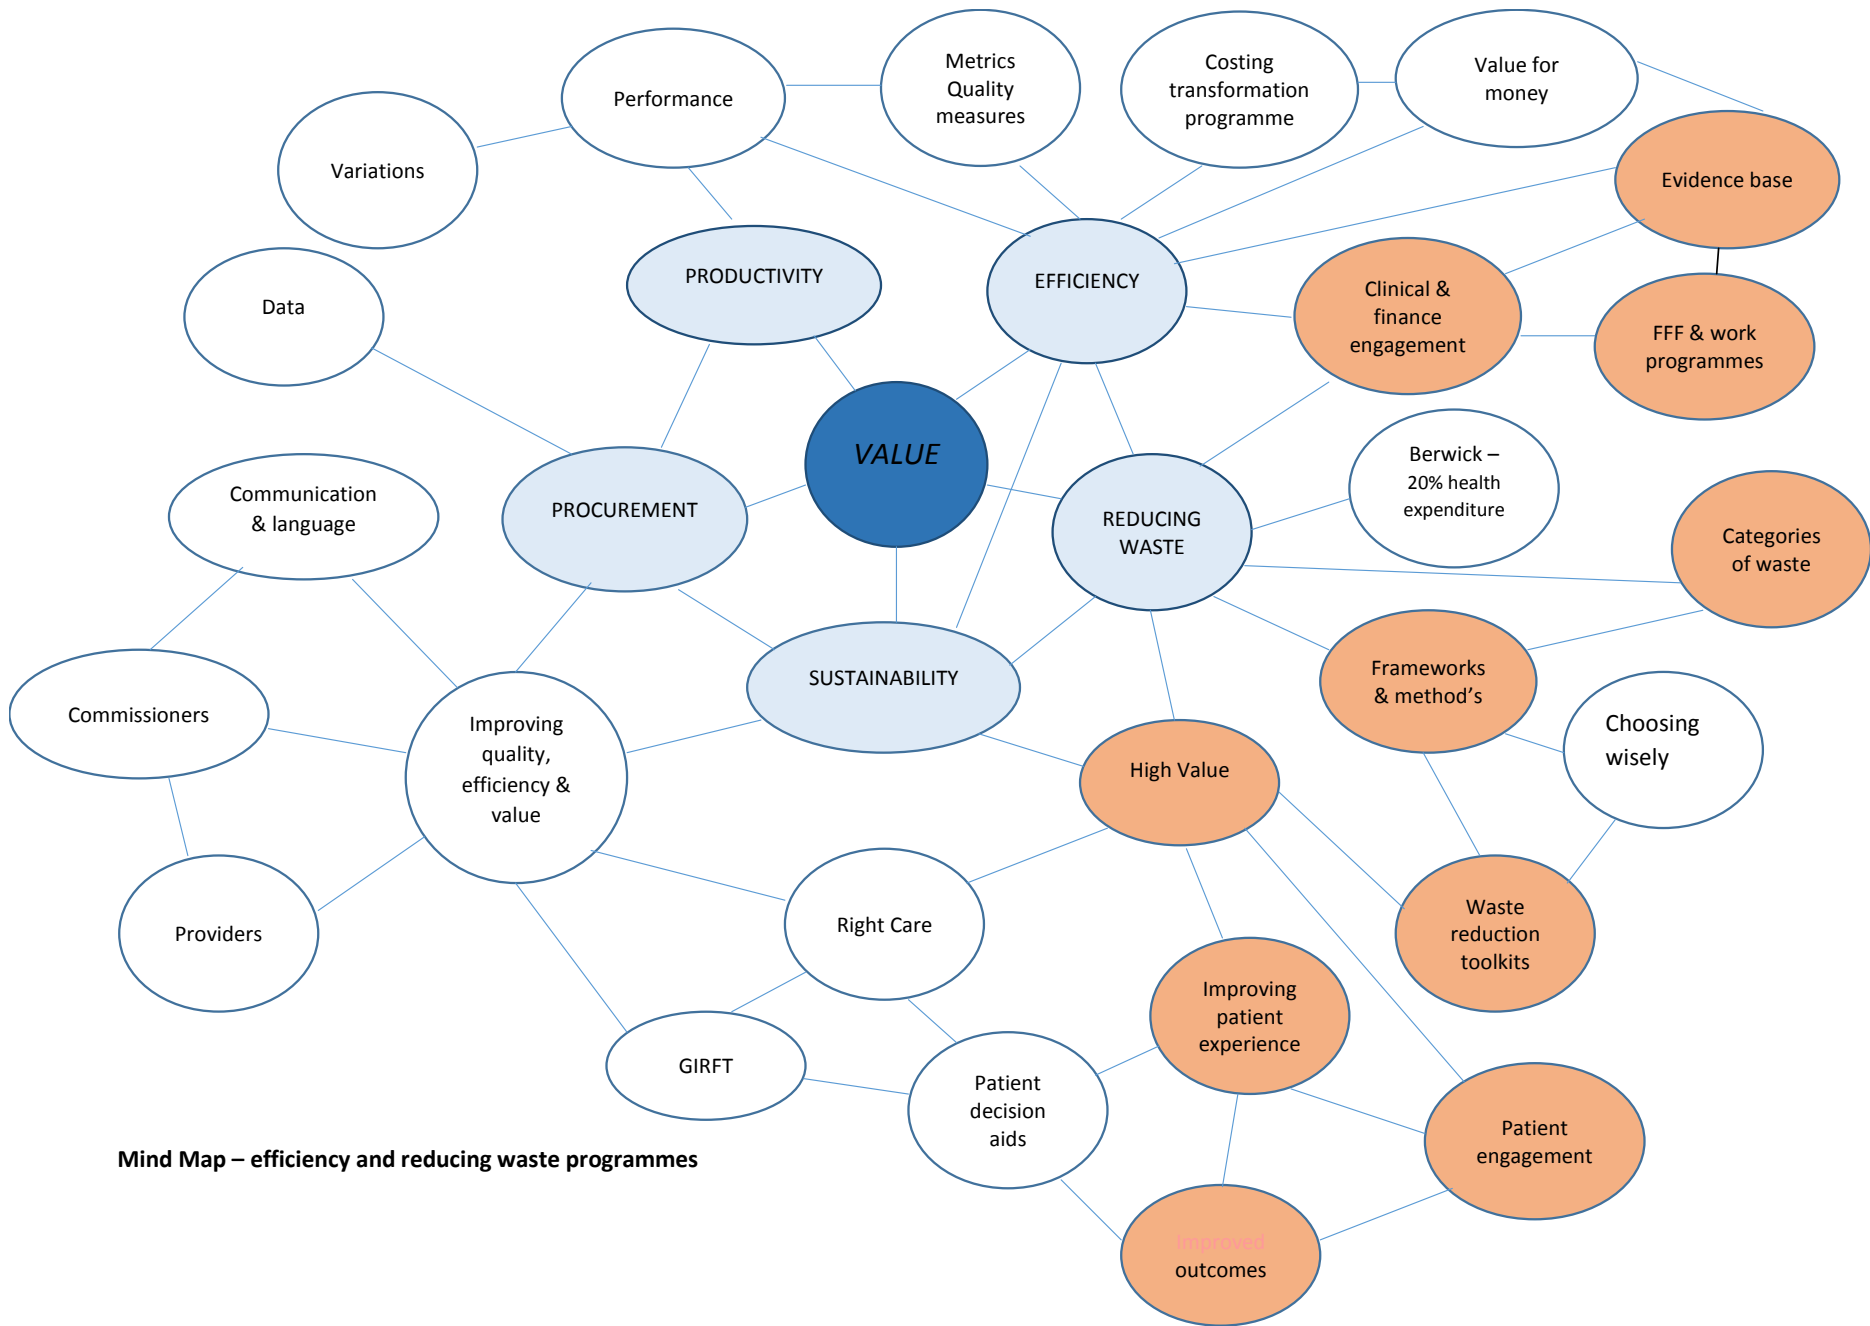 Performance
Metrics
Quality
measures
Costing
transformation
programme
Value for
money
Variations
Evidence base
Data
PRODUCTIVITY
EFFICIENCY
Clinical &
finance
engagement
FFF & work
programmes
VALUE
Communication
& language
PROCUREMENT
REDUCING
WASTE
Berwick –
20% health
expenditure
Categories
of waste
Commissioners
Improving
quality,
efficiency &
value
SUSTAINABILITY
High Value
Frameworks
& method's
Choosing
wisely
Providers
Right Care
Waste
reduction
toolkits
GIRFT
Patient
decision
aids
Improving
patient
experience
Patient
engagement
Improved
outcomes
Mind Map – efficiency and reducing waste programmes